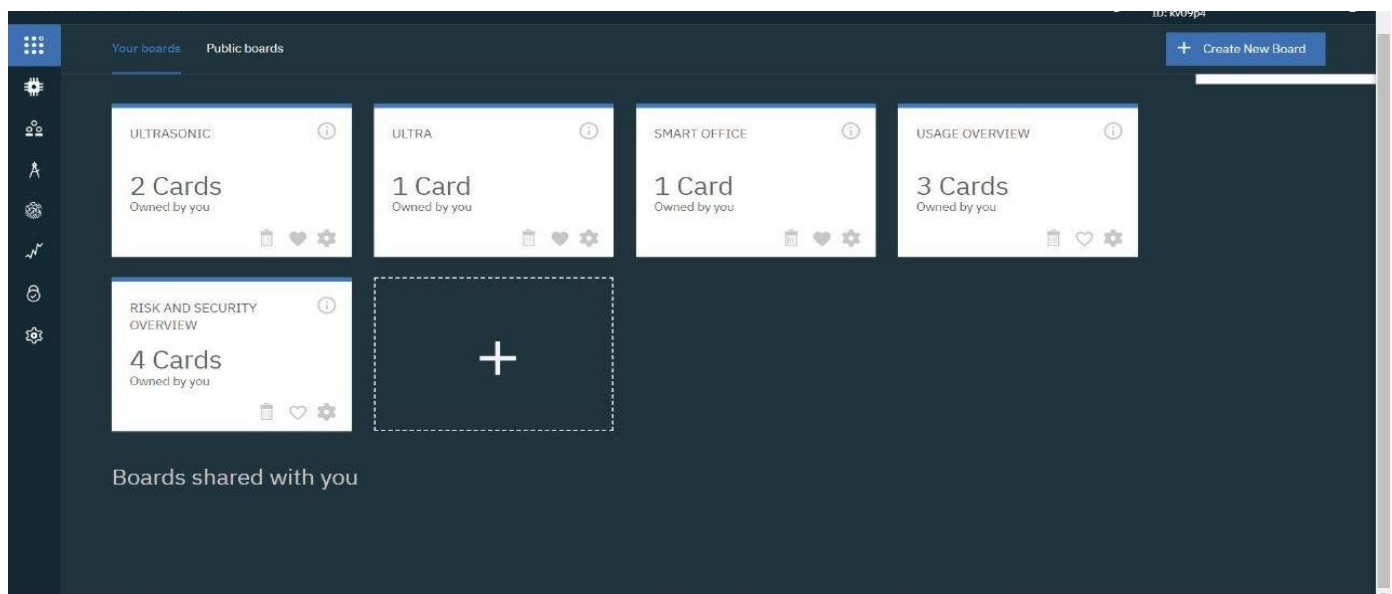 ID: kv09p4
Your boards Public boards
+ Create New Board
ULTRASONIC
2 Cards
Owned by you
ULTRA
1 Card
Owned by you
SMART OFFICE
1 Card
Owned by you
USAGE OVERVIEW
3 Cards
Owned by you
RISK AND SECURITY
OVERVIEW
4 Cards
Owned by you
Boards shared with you